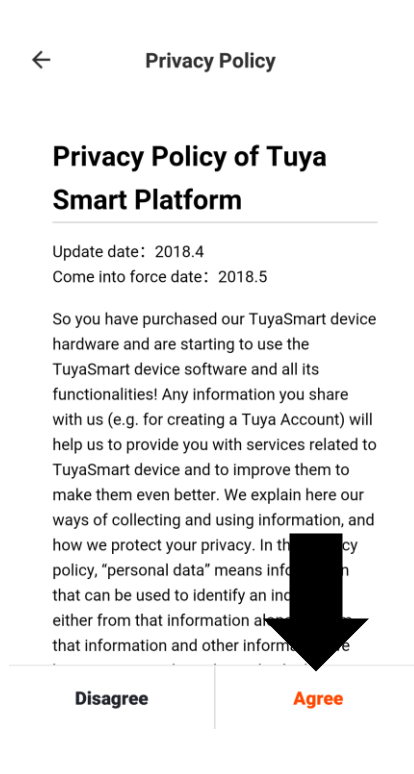 Privacy Policy
Privacy Policy of Tuya
Smart Platform
Update date：2018.4
Come into force date：2018.5
So you have purchased our TuyaSmart device
hardware and are starting to use the
TuyaSmart device software and all its
functionalities! Any information you share
with us (e.g. for creating a Tuya Account) will
help us to provide you with services related to
TuyaSmart device and to improve them to
make them even better. We explain here our
ways of collecting and using information, and
how we protect your privacy. In
policy, “personal data” means
that can be used to identify an
either from that information
that information and other
Disagree
Agree